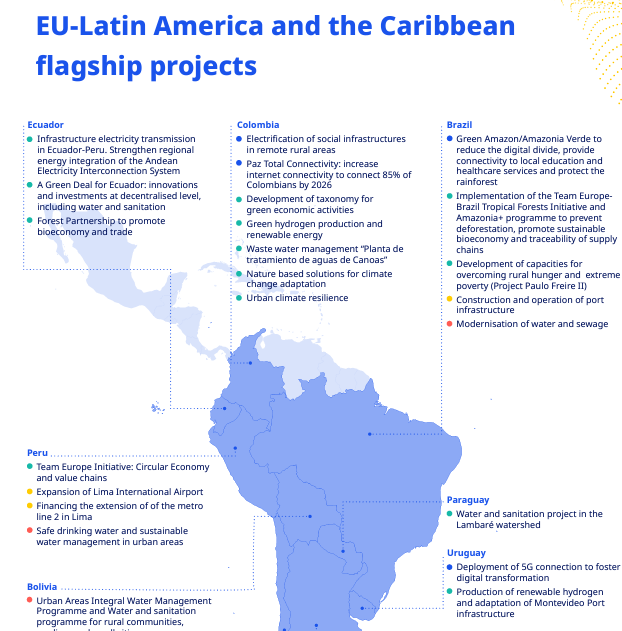 EU-Latin America and the Caribbean
flagship projects
Ecuador
Infrastructure electricity transmission
in Ecuador-Peru. Strengthen regional
energy integration of the Andean
Electricity Interconnection System
A Green Deal for Ecuador: innovations
and investments at decentralised level,
including water and sanitation
Forest Partnership to promote
bioeconomy and trade
Colombia
Electrification of social infrastructures
in remote rural areas
Paz Total Connectivity: increase
internet connectivity to connect 85% of
Colombians by 2026
Development of taxonomy for
green economic activities
Green hydrogen production and
renewable energy
Waste water management “Planta de
tratamiento de aguas de Canoas”
Nature based solutions for climate
change adaptation
Urban climate resilience
Brazil
Green Amazon/Amazonia Verde to
reduce the digital divide, provide
connectivity to local education and
healthcare services and protect the
rainforest
Implementation of the Team Europe-
Brazil Tropical Forests Initiative and
Amazonia+ programme to prevent
deforestation, promote sustainable
bioeconomy and traceability of supply
chains
Development of capacities for
overcoming rural hunger and extreme
poverty (Project Paulo Freire II)
Construction and operation of port
infrastructure
Modernisation of water and sewage
Peru
Team Europe Initiative: Circular Economy
and value chains
Expansion of Lima International Airport
Financing the extension of of the metro
line 2 in Lima
Safe drinking water and sustainable
water management in urban areas
Paraguay
Water and sanitation project in the
Lambaré watershed
Uruguay
Deployment of 5G connection to foster
digital transformation
Production of renewable hydrogen
and adaptation of Montevideo Port
infrastructure
Bolivia
Urban Areas Integral Water Management
Programme and Water and sanitation
programme for rural communities,